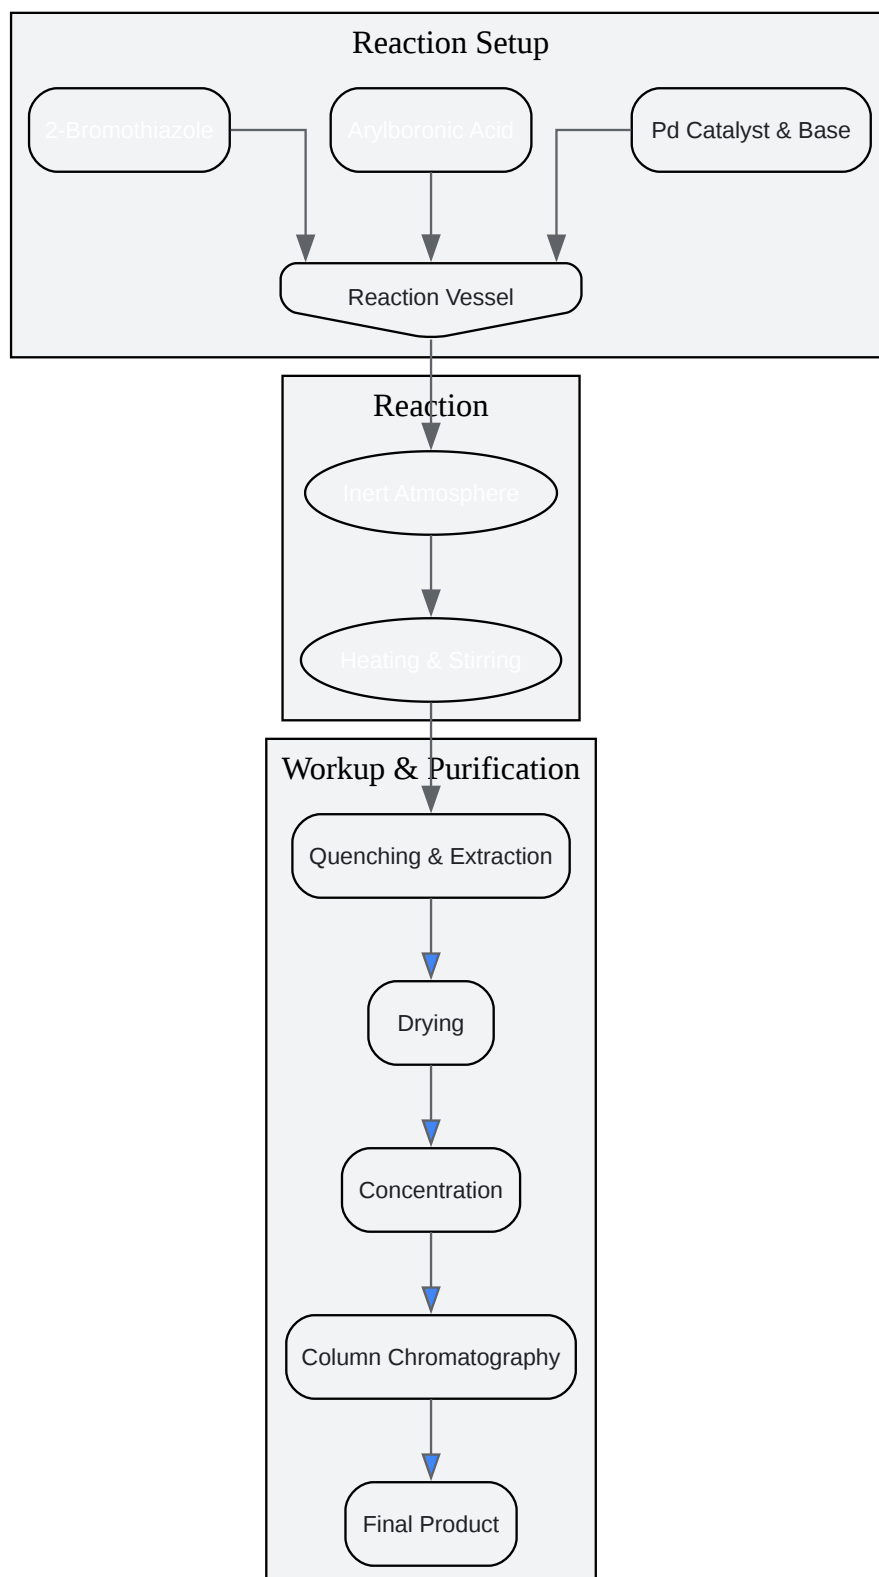 Reaction Setup
2-Bromothiazole
Arylboronic Acid
Pd Catalyst & Base
Reaction Vessel
Reaction
Inert Atmosphere
Heating & Stirring
Workup & Purification
Quenching & Extraction
Drying
Concentration
Column Chromatography
Final Product